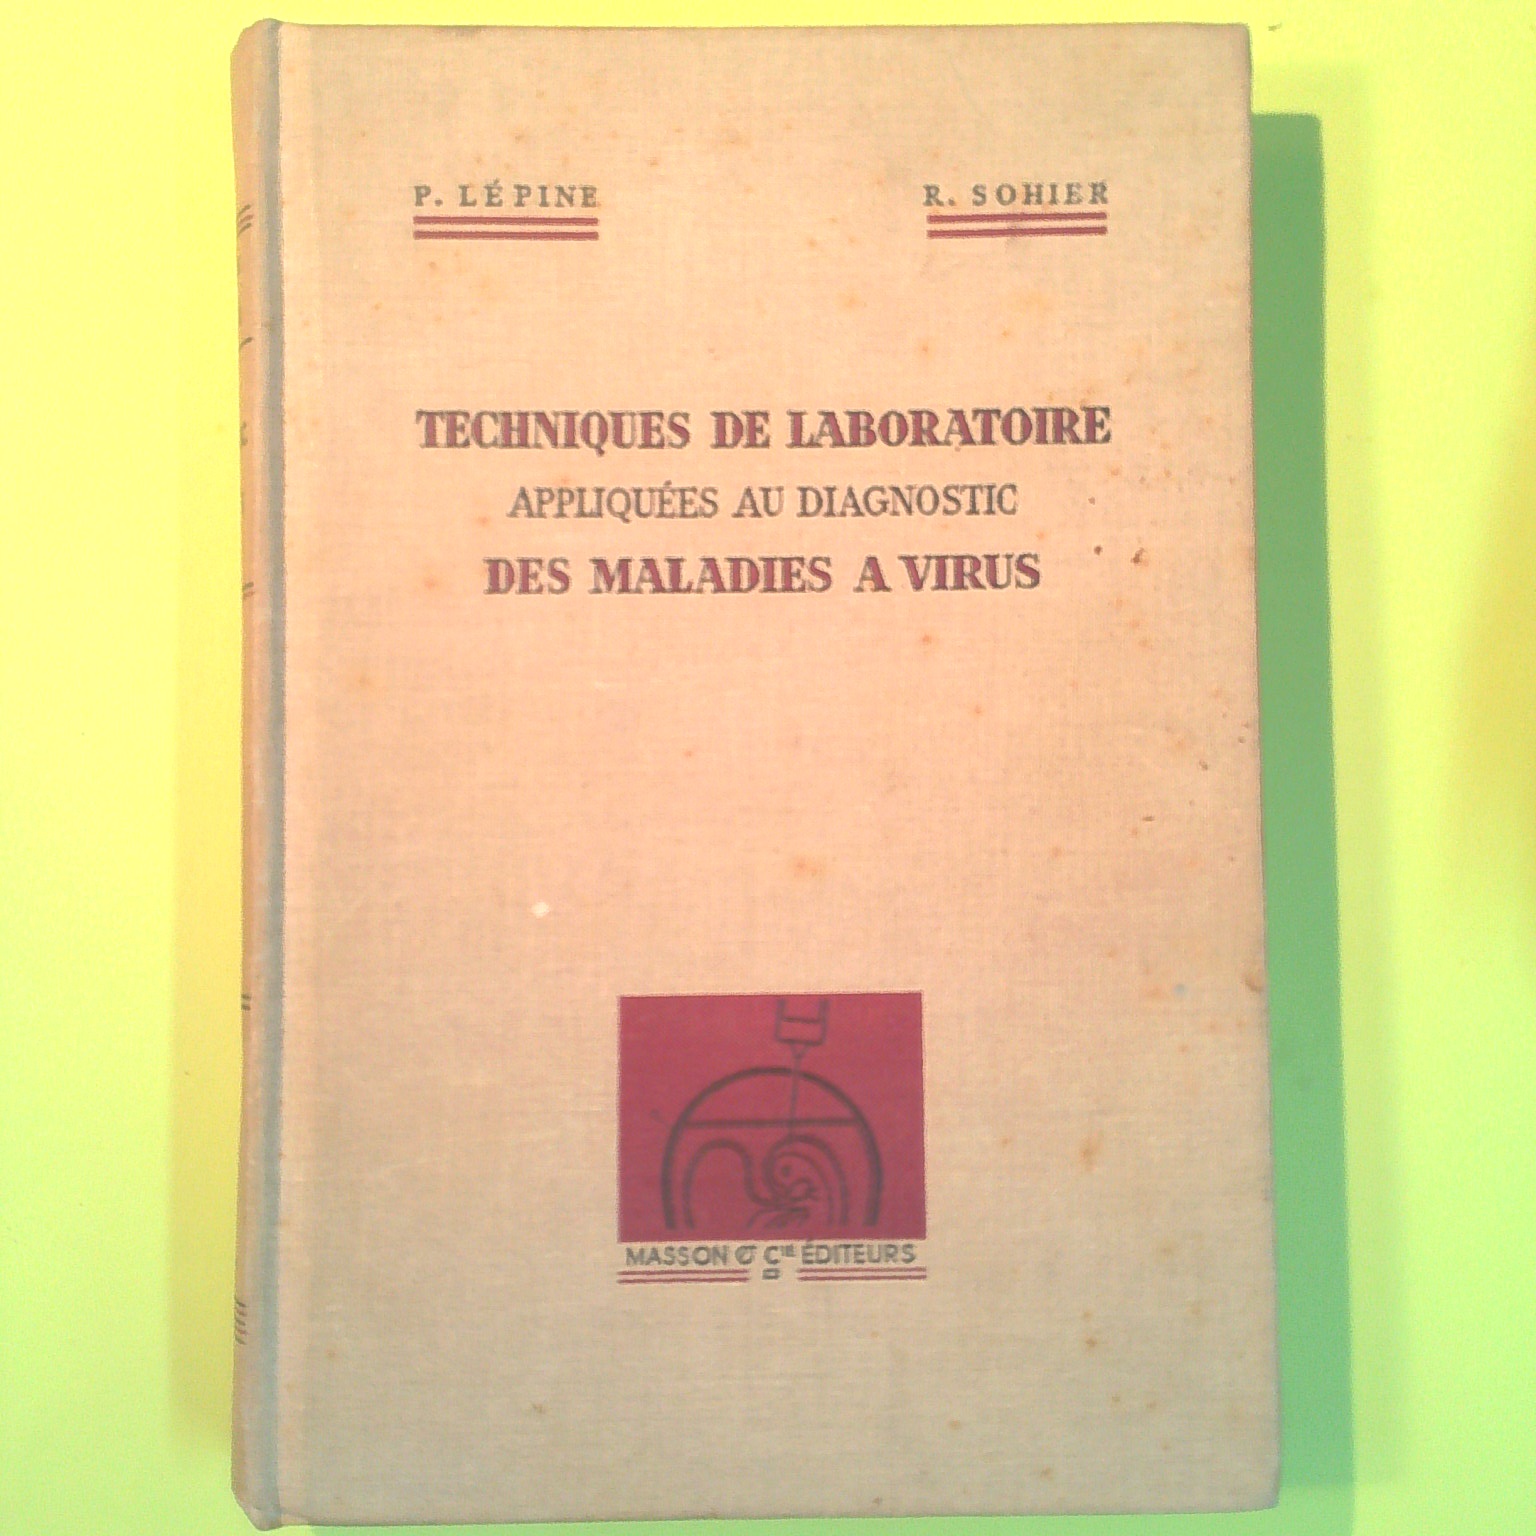 P. LÉPINE
R. SOHIER
TECHNIQUES DE LABORATOIRE
APPLIQUÉES AU DIAGNOSTIC
DES MALADIES A VIRUS
MASSON & Cie ÉDITEURS